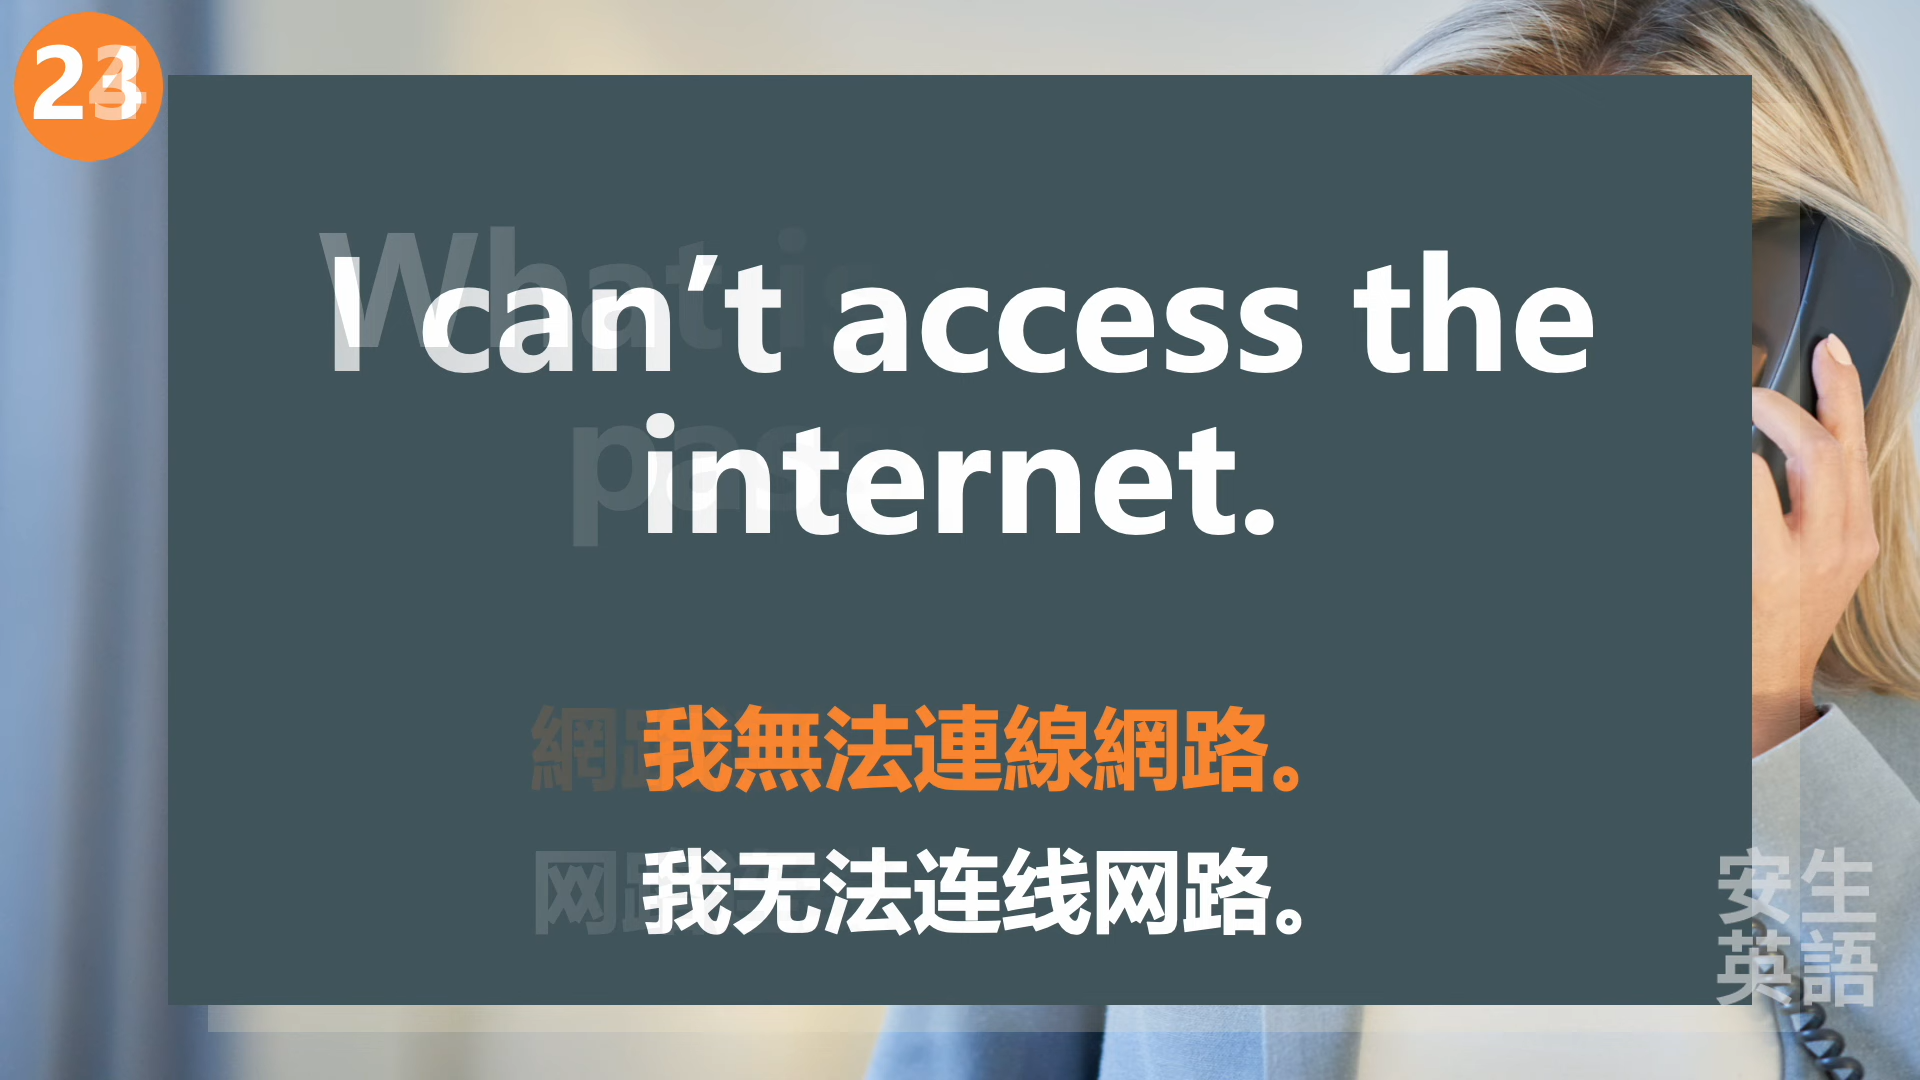 I can’t access the
internet.
我無法連線網路。
我无法连线网路。
安生
英語